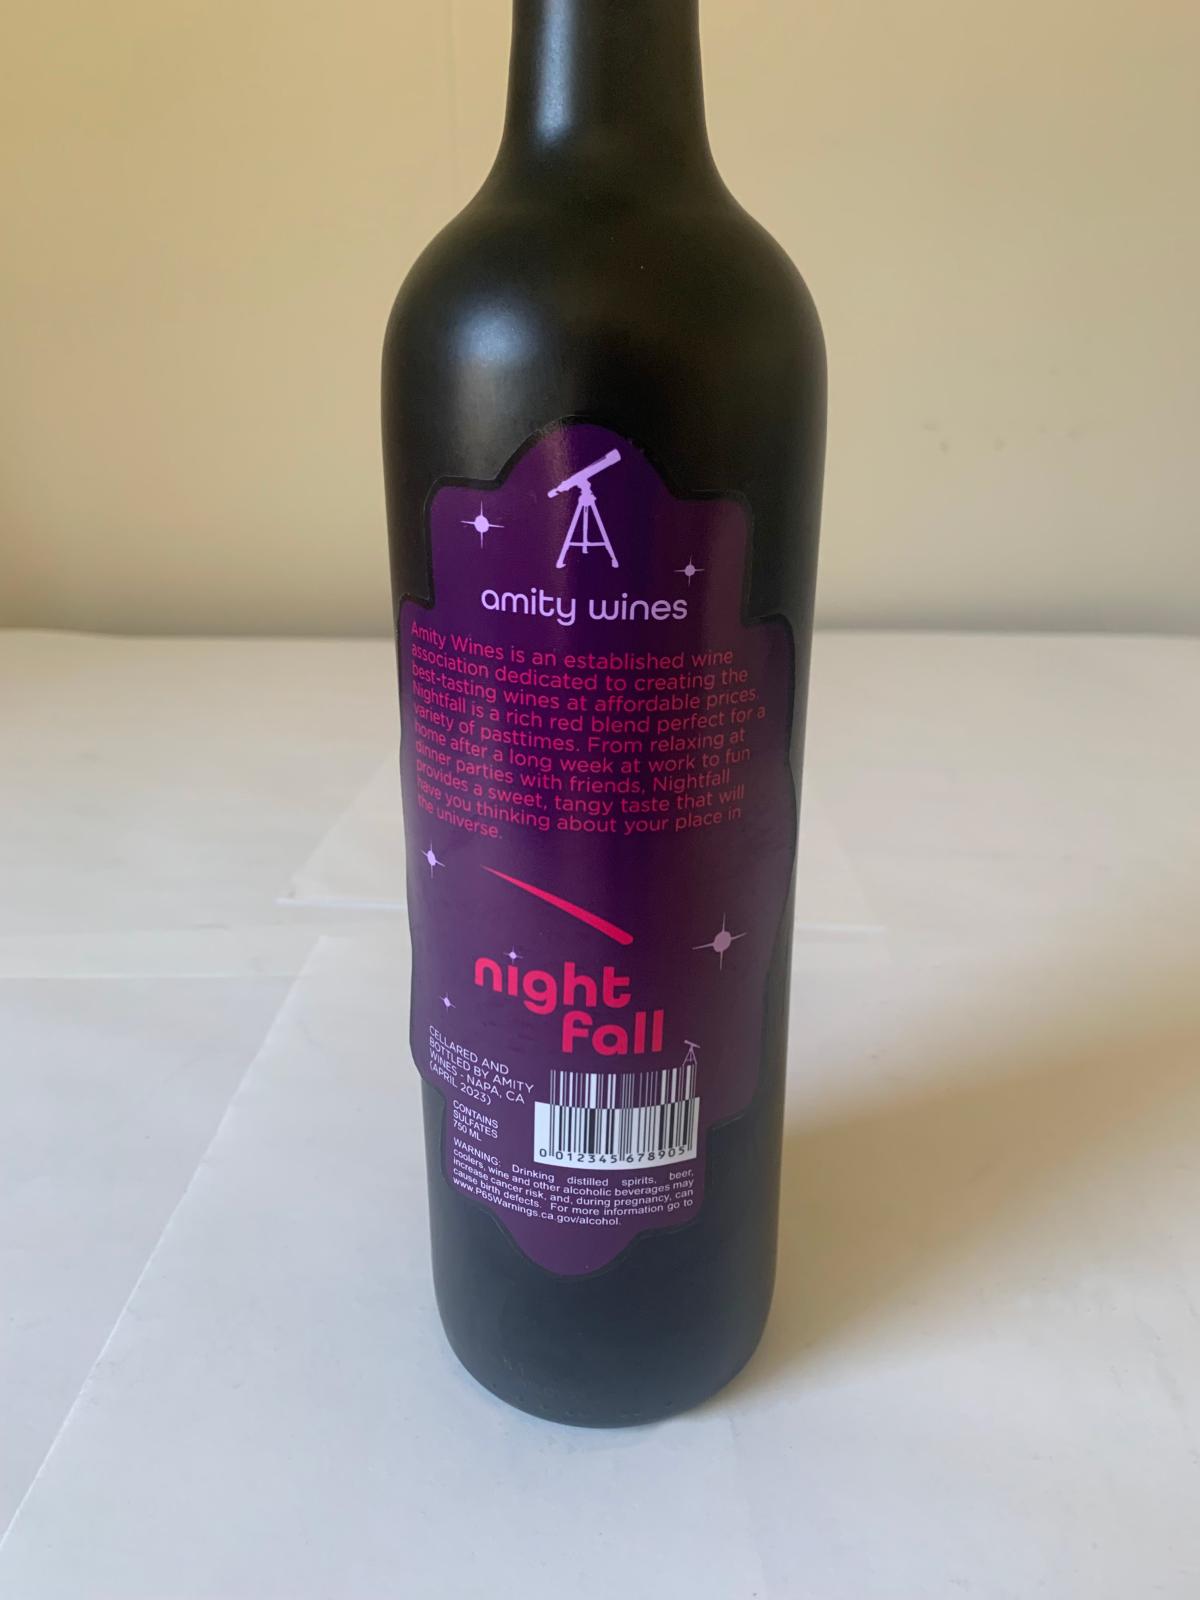 amity wines
Amity Wines is an established wine
association dedicated to creating the
best-tasting wines at affordable prices.
Nightfall is a rich red blend perfect for a
variety of pasttimes. From relaxing at
home after a long week at work to fun
dinner parties with friends, Nightfall
provides a sweet, tangy taste that will
have you thinking about your place in
the universe.
night
fall
CELLARED AND
BOTTLED BY AMITY
WINES - NAPA, CA
(APRIL 2023)
CONTAINS
SULFATES
750 ML
0 012345 678905
WARNING: Drinking distilled spirits, beer,
coolers, wine and other alcoholic beverages may
increase cancer risk, and, during pregnancy, can
cause birth defects. For more information go to
www.P65Warnings.ca.gov/alcohol.